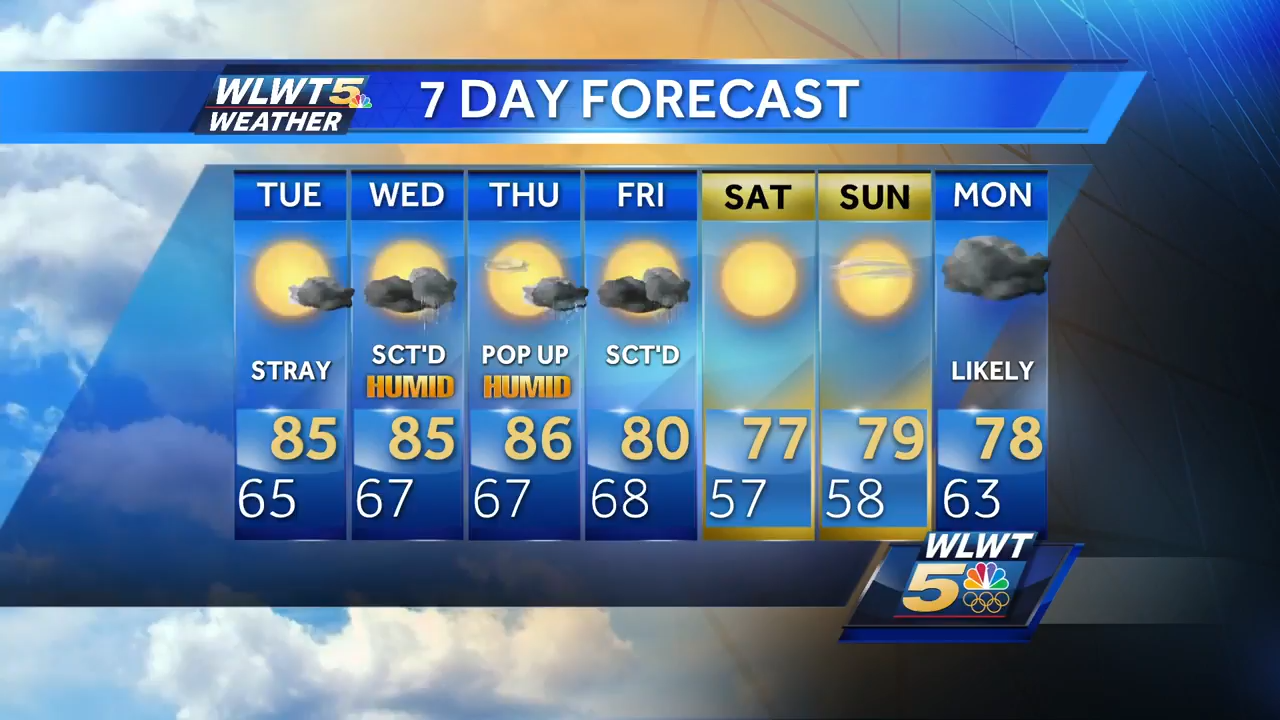 WLWT5
WEATHER
7 DAY FORECAST
TUE WED THU FRI SAT SUN MON
STRAY SCT'D HUMID POP UP HUMID SCT'D LIKELY
85 85 86 80 77 79 78
65 67 67 68 57 58 63
WLWT
5